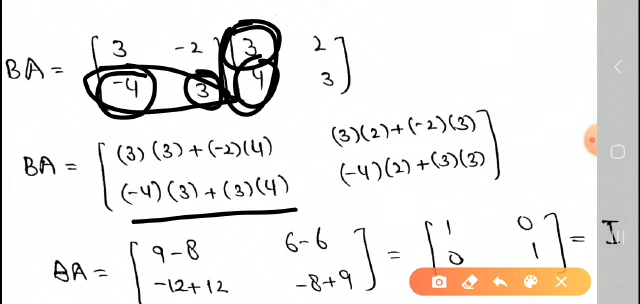 BA = [ 3 -2 ] [ 3 2 ]
[ -4 3 ] [ 4 3 ]
BA = [ (3)(3)+(-2)(4) (3)(2)+(-2)(3) ]
[ (-4)(3)+(3)(4) (-4)(2)+(3)(3) ]
BA = [ 9-8 6-6 ] = [ 1 0 ] = I
[ -12+12 -8+9 ] [ 0 1 ]